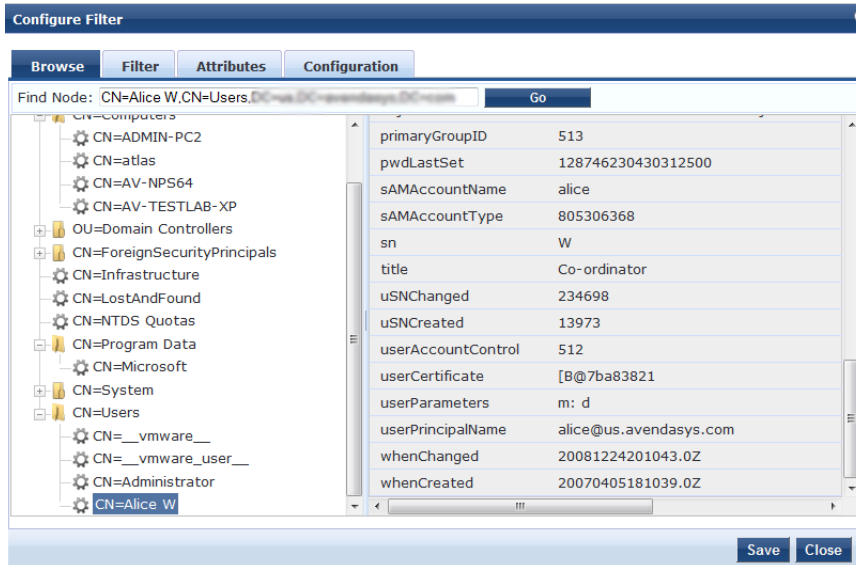 Configure Filter
Browse Filter Attributes Configuration
Find Node: CN=Alice W,CN=Users, Go
CN=Computers
CN=ADMIN-PC2
CN=atlas
CN=AV-NPS64
CN=AV-TESTLAB-XP
OU=Domain Controllers
CN=ForeignSecurityPrincipals
CN=Infrastructure
CN=LostAndFound
CN=NTDS Quotas
CN=Program Data
CN=Microsoft
CN=System
CN=Users
CN=__vmware__
CN=__vmware_user__
CN=Administrator
CN=Alice W
primaryGroupID 513
pwdLastSet 128746230430312500
sAMAccountName alice
sAMAccountType 805306368
sn W
title Co-ordinator
uSNChanged 234698
uSNCreated 13973
userAccountControl 512
userCertificate [B@7ba83821
userParameters m: d
userPrincipalName alice@us.avendasys.com
whenChanged 20081224201043.0Z
whenCreated 20070405181039.0Z
Save Close